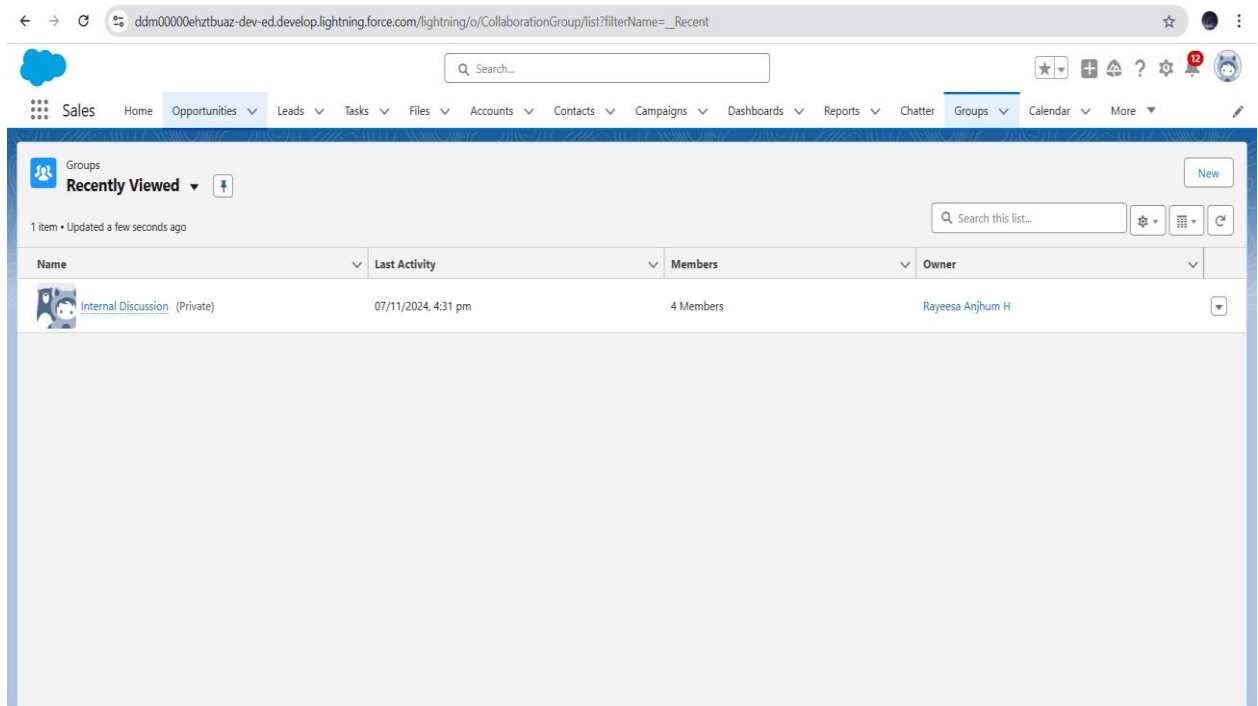 ddm00000ehztbuaz-dev-ed.develop.lightning.force.com/lightning/o/CollaborationGroup/list?filterName=__Recent
Search...
12
Sales Home Opportunities Leads Tasks Files Accounts Contacts Campaigns Dashboards Reports Chatter Groups Calendar More
Groups
Recently Viewed
New
1 item • Updated a few seconds ago
Search this list...
Name Last Activity Members Owner
Internal Discussion (Private) 07/11/2024, 4:31 pm 4 Members Rayeesa Anjhum H